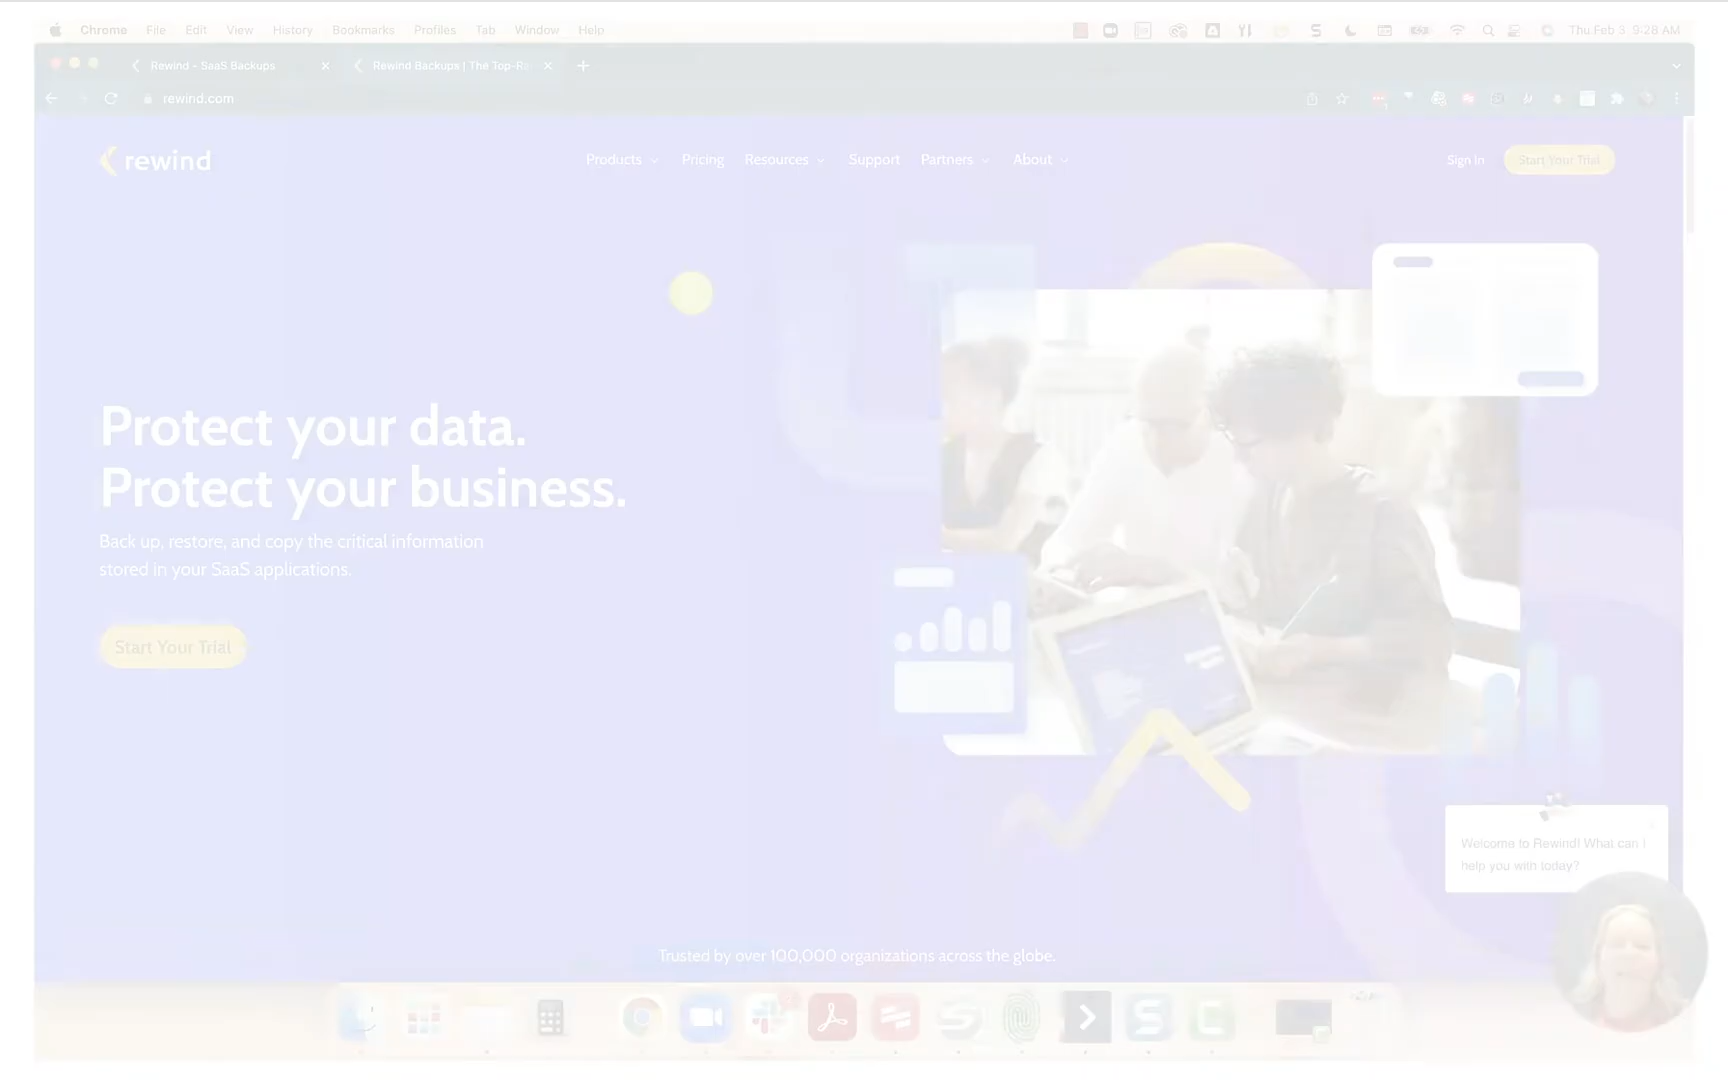 Chrome File Edit View History Bookmarks Profiles Tab Window Help Thu Feb 3 9:28 AM
Rewind - SaaS Backups Rewind Backups | The Top-Ra
rewind.com
rewind Products Pricing Resources Support Partners About Sign In Start Your Trial
Protect your data.
Protect your business.
Back up, restore, and copy the critical information
stored in your SaaS applications.
Start Your Trial
Welcome to Rewind! What can I
help you with today?
Trusted by over 100,000 organizations across the globe.